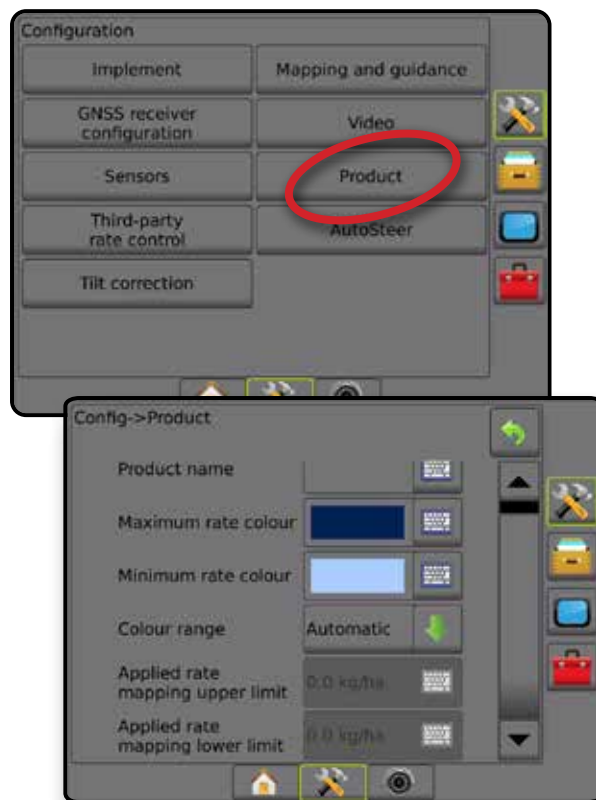 Configuration
Implement
Mapping and guidance
GNSS receiver
configuration
Video
Sensors
Product
Third-party
rate control
AutoSteer
Tilt correction
Config->Product
Product name
Maximum rate colour
Minimum rate colour
Colour range
Automatic
Applied rate
mapping upper limit
0.0 kg/ha
Applied rate
mapping lower limit
0.0 kg/ha